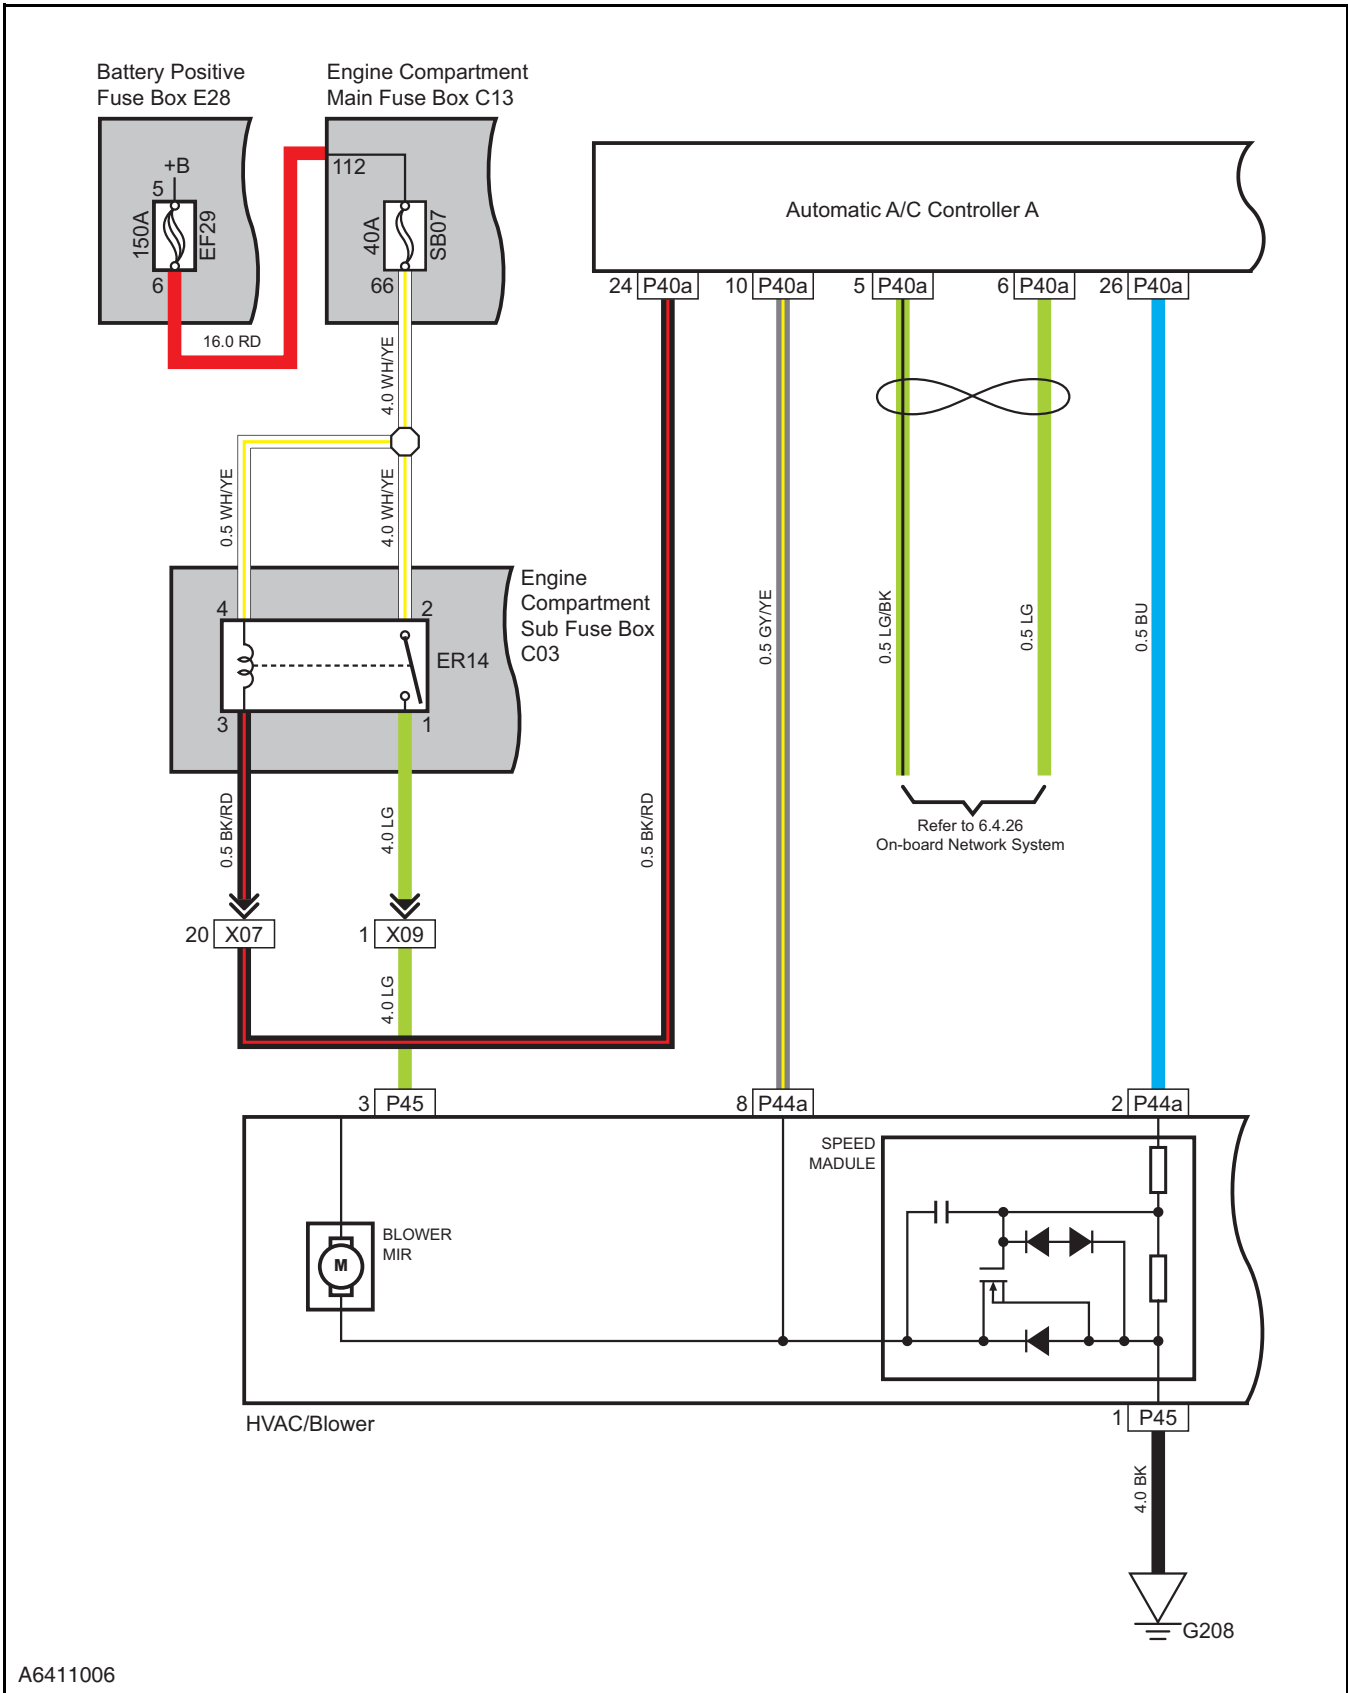 Battery Positive
Fuse Box E28
Engine Compartment
Main Fuse Box C13
+B
5
150A
EF29
6
16.0 RD
112
40A
SB07
66
4.0 WH/YE
Automatic A/C Controller A
24 P40a
10 P40a
5 P40a
6 P40a
26 P40a
0.5 WH/YE
4.0 WH/YE
Engine
Compartment
Sub Fuse Box
C03
4
2
ER14
3
1
0.5 GY/YE
0.5 LG/BK
0.5 LG
0.5 BU
0.5 BK/RD
4.0 LG
0.5 BK/RD
Refer to 6.4.26
On-board Network System
20 X07
1 X09
4.0 LG
3 P45
8 P44a
2 P44a
SPEED
MADULE
BLOWER
MIR
M
HVAC/Blower
1 P45
4.0 BK
G208
A6411006